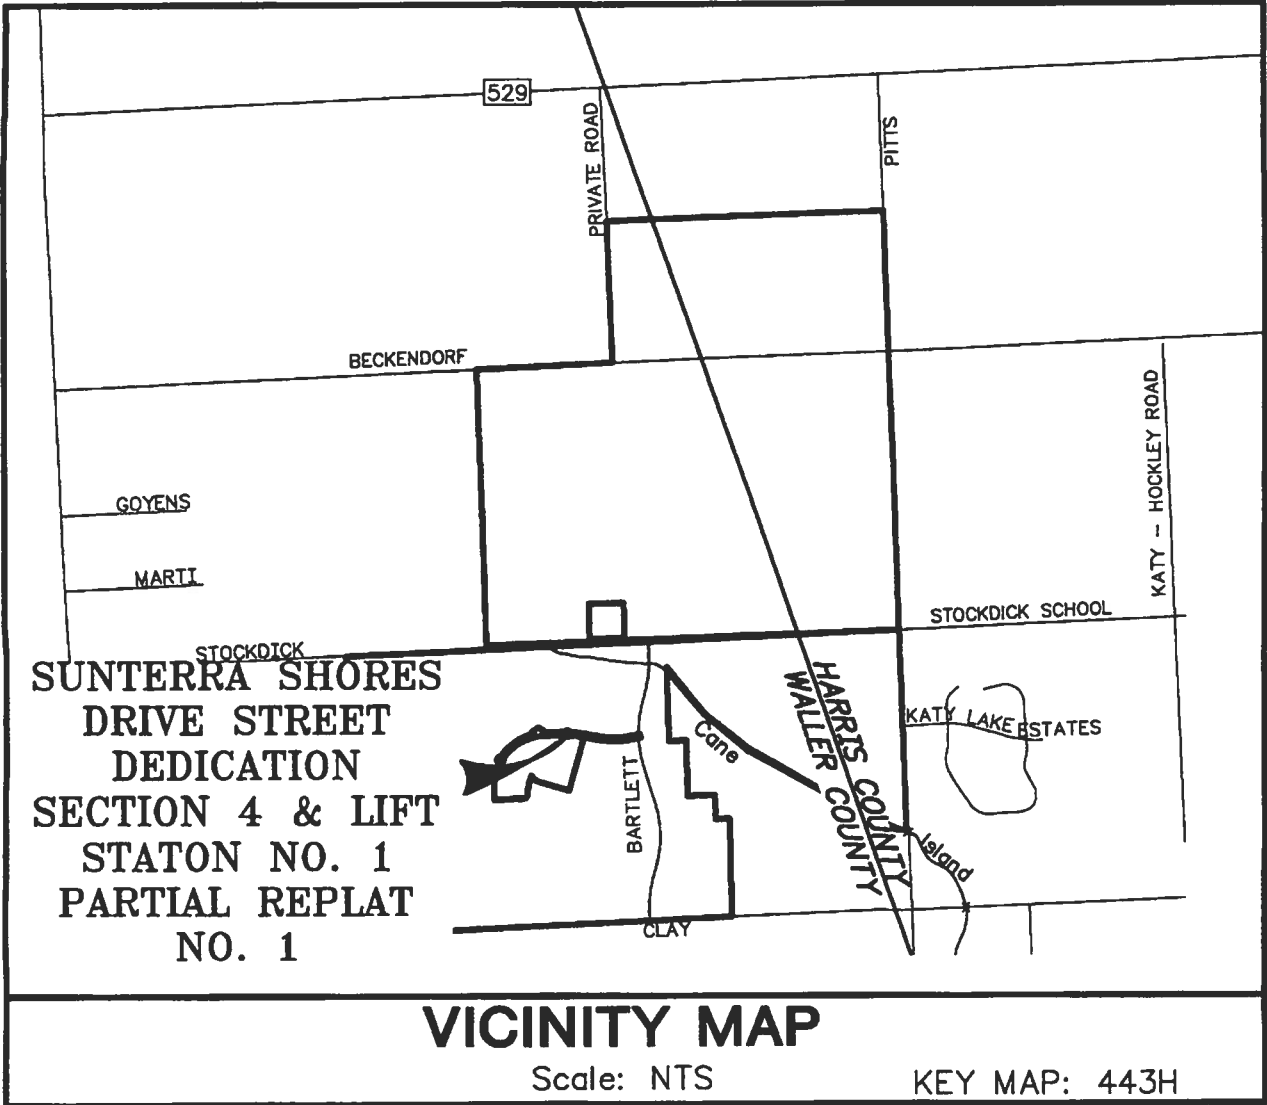 529
PRIVATE ROAD
PITTS
BECKENDORF
KATY - HOCKLEY ROAD
GOYENS
MARTI
STOCKDICK SCHOOL
STOCKDICK
SUNTERRA SHORES
DRIVE STREET
DEDICATION
SECTION 4 & LIFT
STATON NO. 1
PARTIAL REPLAT
NO. 1
HARRIS COUNTY
WALLER COUNTY
KATY LAKE ESTATES
Cane
BARTLETT
Island
CLAY
VICINITY MAP
Scale: NTS
KEY MAP: 443H